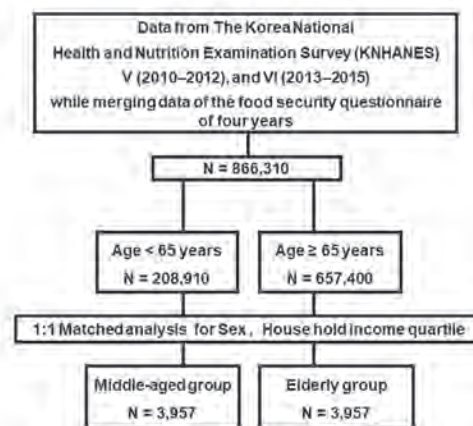 Data from The Korea National
Health and Nutrition Examination Survey (KNHANES)
V (2010–2012), and VI (2013–2015)
while merging data of the food security questionnaire
of four years
N = 866,310
Age < 65 years
N = 208,910
Age ≥ 65 years
N = 657,400
1:1 Matched analysis for Sex, House hold income quartile
Middle-aged group
N = 3,957
Elderly group
N = 3,957